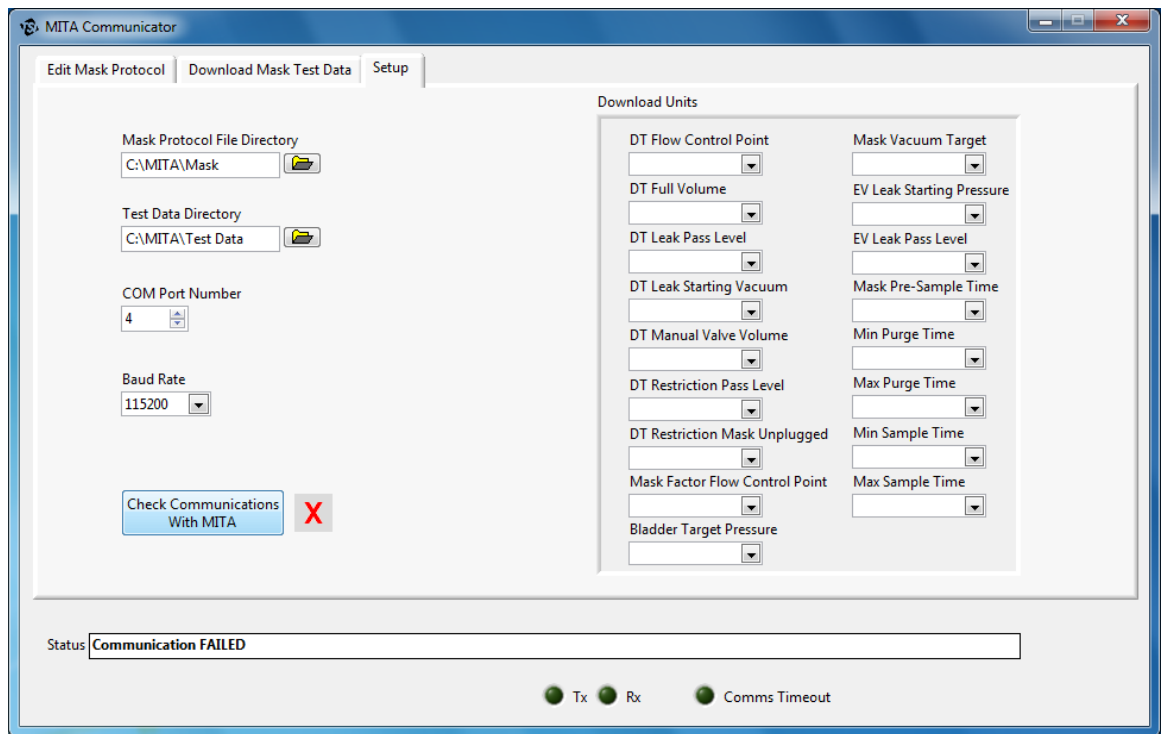 MITA Communicator
Edit Mask Protocol
Download Mask Test Data
Setup
Mask Protocol File Directory
C:\MITA\Mask
Test Data Directory
C:\MITA\Test Data
COM Port Number
4
Baud Rate
115200
Check Communications
With MITA
X
Download Units
DT Flow Control Point
DT Full Volume
DT Leak Pass Level
DT Leak Starting Vacuum
DT Manual Valve Volume
DT Restriction Pass Level
DT Restriction Mask Unplugged
Mask Factor Flow Control Point
Bladder Target Pressure
Mask Vacuum Target
EV Leak Starting Pressure
EV Leak Pass Level
Mask Pre-Sample Time
Min Purge Time
Max Purge Time
Min Sample Time
Max Sample Time
Status Communication FAILED
Tx Rx Comms Timeout